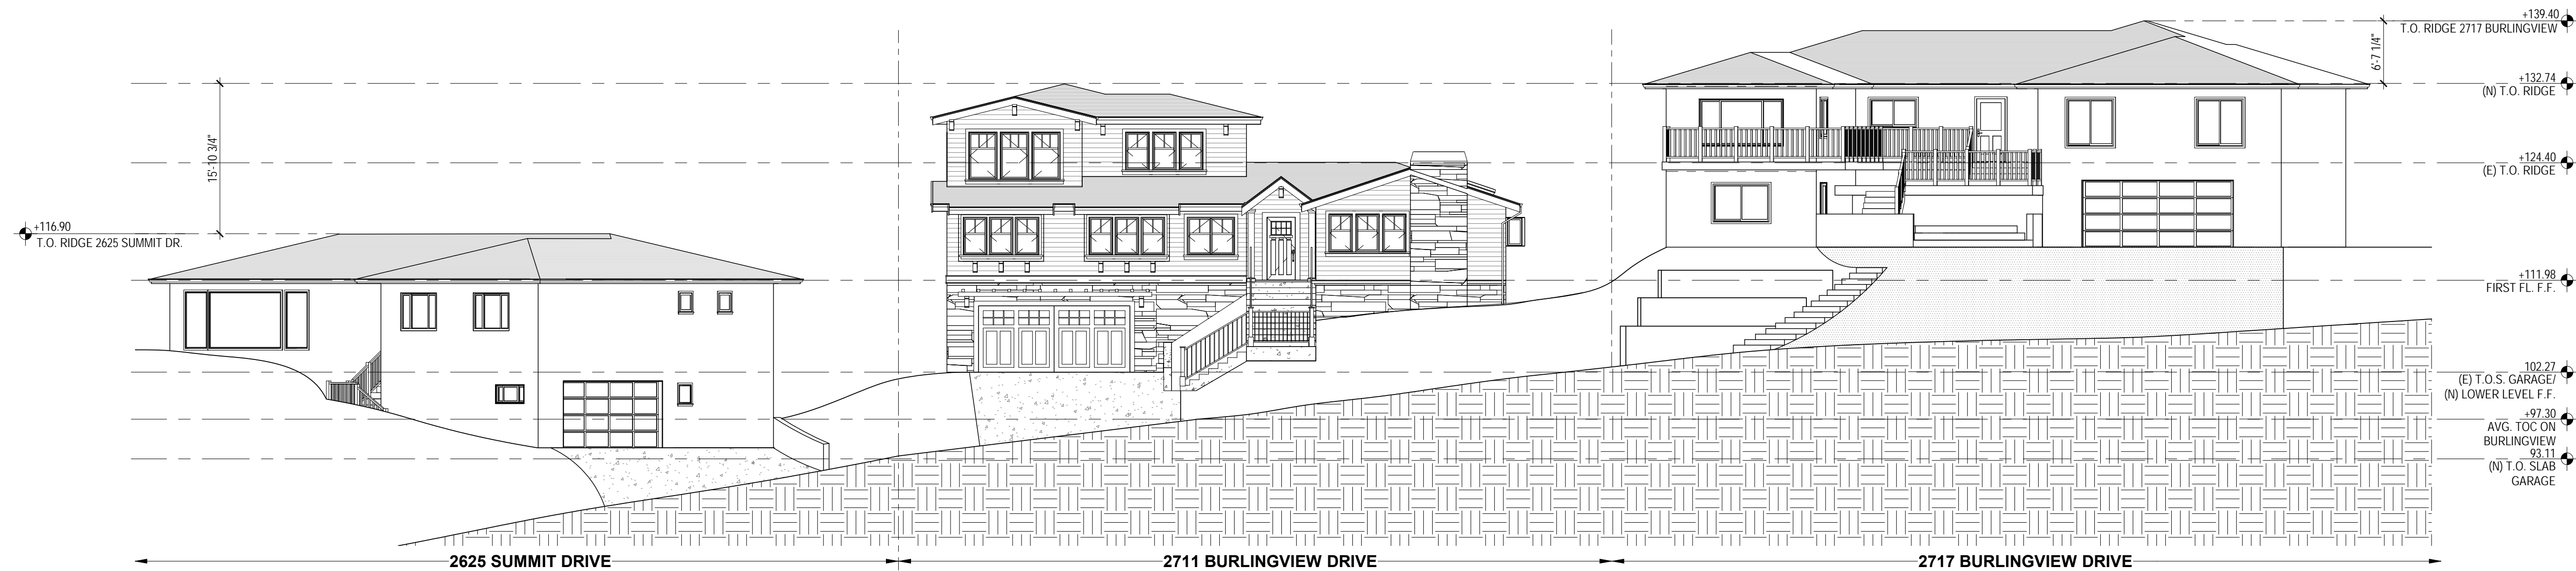 +139.40
T.O. RIDGE 2717 BURLINGVIEW
6'-7 1/4"
+132.74
(N) T.O. RIDGE
15'-10 3/4"
+124.40
(E) T.O. RIDGE
+116.90
T.O. RIDGE 2625 SUMMIT DR.
+111.98
FIRST FL. F.F.
102.27
(E) T.O.S. GARAGE/
(N) LOWER LEVEL F.F.
+97.30
AVG. TOC ON
BURLINGVIEW
93.11
(N) T.O. SLAB
GARAGE
2625 SUMMIT DRIVE
2711 BURLINGVIEW DRIVE
2717 BURLINGVIEW DRIVE